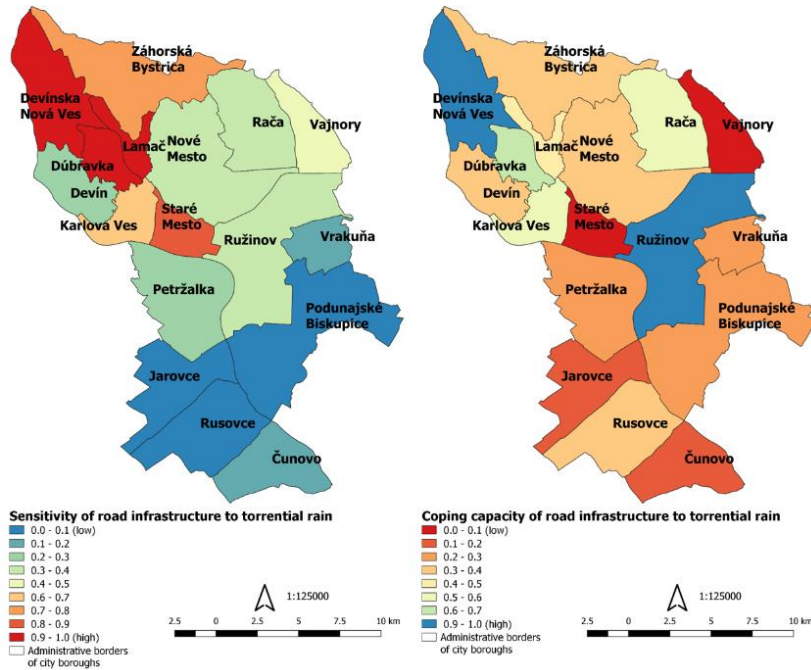 Záhorská
Bystrica
Devínska
Nová Ves
Lamač
Nové
Mesto
Rača
Vajnory
Dúbravka
Devín
Karlova Ves
Staré
Mesto
Ružinov
Vrakuňa
Petržalka
Podunajské
Biskupice
Jarovce
Rusovce
Čunovo
Sensitivity of road infrastructure to torrential rain
0.0 - 0.1 (low)
0.1 - 0.2
0.2 - 0.3
0.3 - 0.4
0.4 - 0.5
0.6 - 0.7
0.7 - 0.8
0.8 - 0.9
0.9 - 1.0 (high)
Administrative borders
of city boroughs
1:125000
2.5 0 2.5 5 7.5 10 km
Záhorská
Bystrica
Devínska
Nová Ves
Lamač
Nové
Mesto
Rača
Vajnory
Dúbravka
Devín
Karlova Ves
Staré
Mesto
Ružinov
Vrakuňa
Petržalka
Podunajské
Biskupice
Jarovce
Rusovce
Čunovo
Coping capacity of road infrastructure to torrential rain
0.0 - 0.1 (low)
0.1 - 0.2
0.2 - 0.3
0.3 - 0.4
0.4 - 0.5
0.5 - 0.6
0.6 - 0.7
0.9 - 1.0 (high)
Administrative borders
of city boroughs
1:125000
2.5 0 2.5 5 7.5 10 km